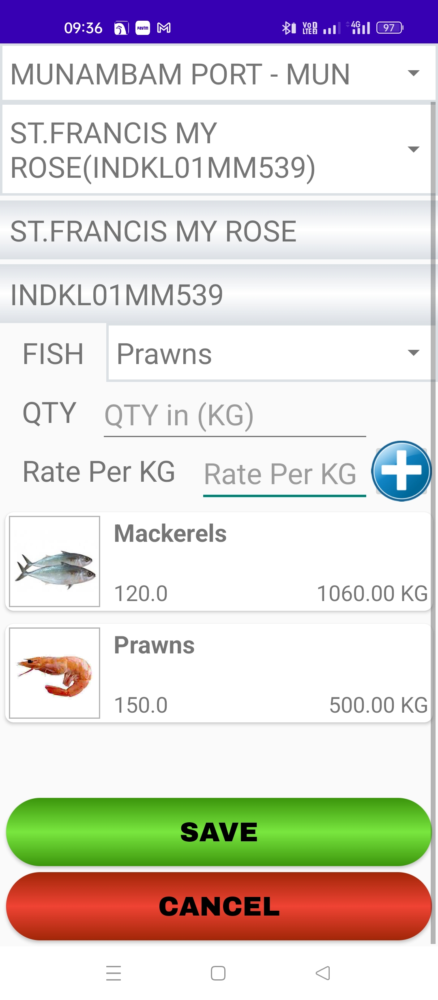 09:36 paytm VoD LTE2 4G 97
MUNAMBAM PORT - MUN
ST.FRANCIS MY
ROSE(INDKL01MM539)
ST.FRANCIS MY ROSE
INDKL01MM539
FISH Prawns
QTY QTY in (KG)
Rate Per KG Rate Per KG
Mackerels
120.0 1060.00 KG
Prawns
150.0 500.00 KG
SAVE
CANCEL